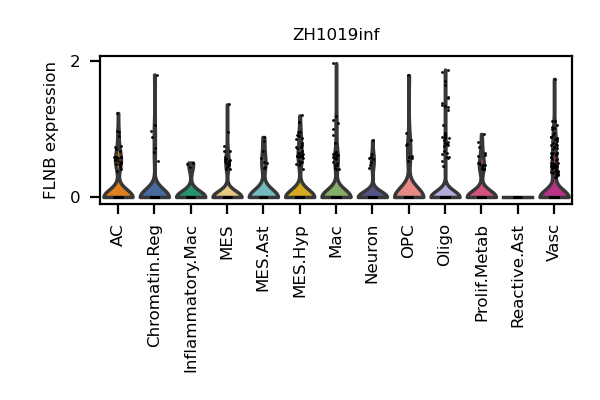 ZH1019inf
FLNB expression
2
0
AC
Chromatin.Reg
Inflammatory.Mac
MES
MES.Ast
MES.Hyp
Mac
Neuron
OPC
Oligo
Prolif.Metab
Reactive.Ast
Vasc